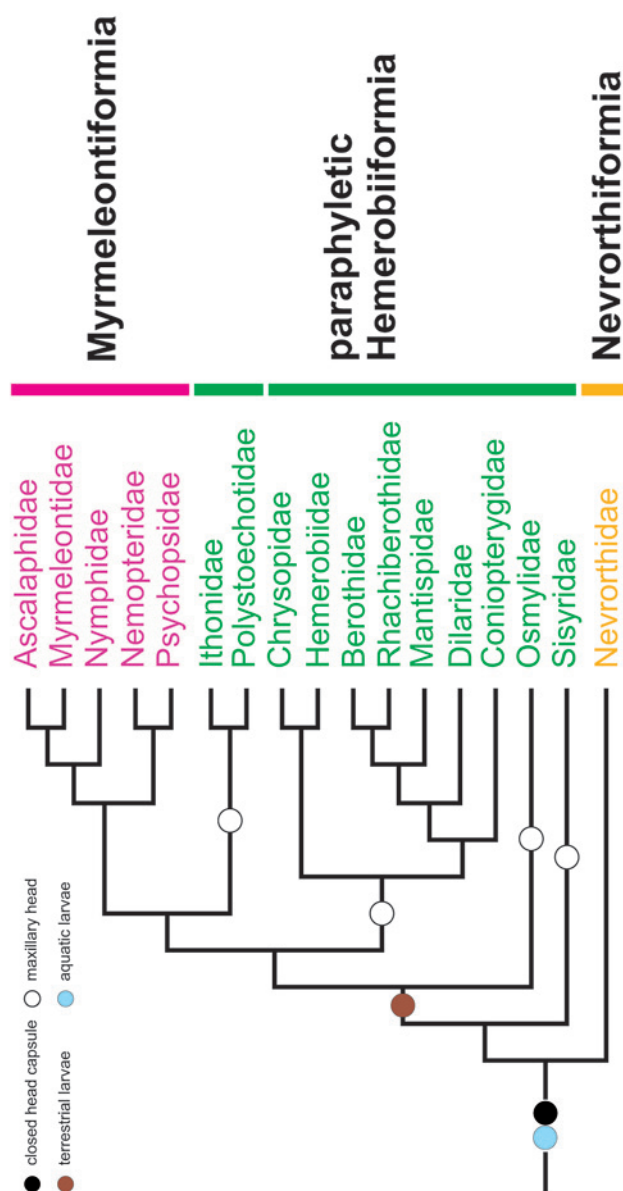 Myrmeleontiformia
paraphyletic
Hemerobiiformia
Nevrorthiformia
Ascalaphidae
Myrmeleontidae
Nymphidae
Nemopteridae
Psychopsidae
Ithonidae
Polystoechotidae
Chrysopidae
Hemerobiidae
Berothidae
Rhachiberothidae
Mantispidae
Dilaridae
Coniopterygidae
Osmylidae
Sisyridae
Nevrorthidae
closed head capsule
maxillary head
terrestrial larvae
aquatic larvae